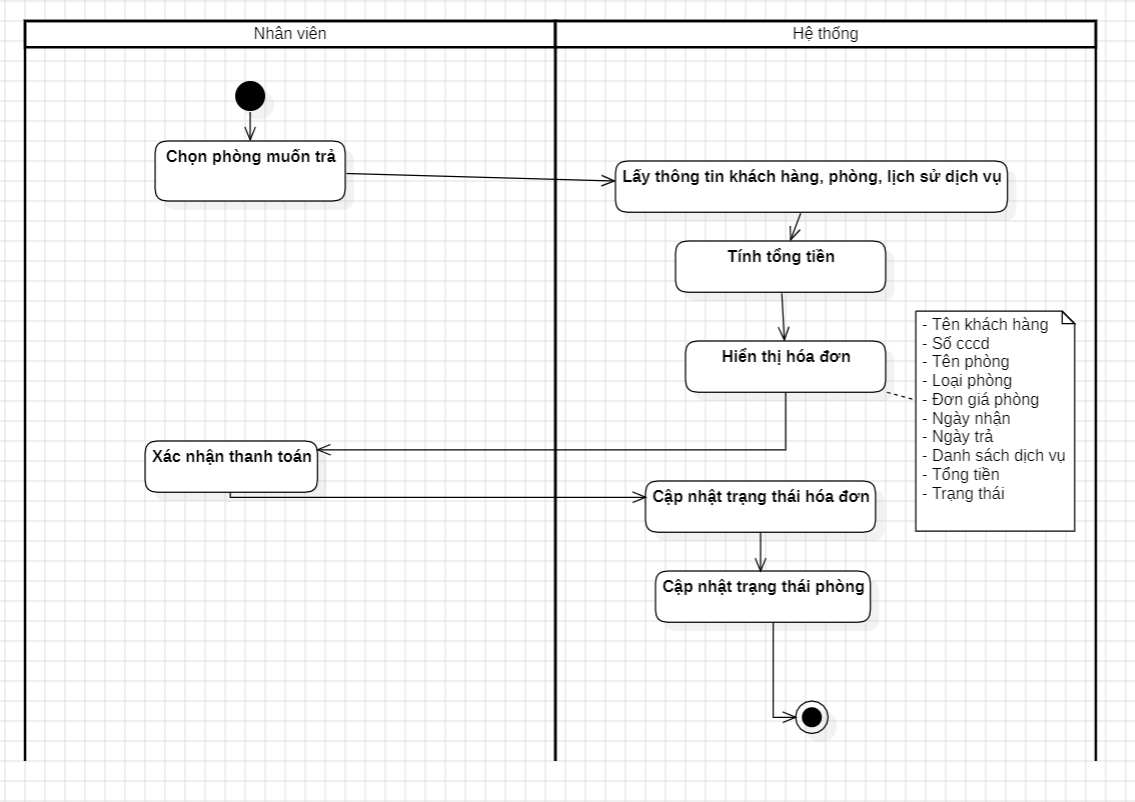 Nhân viên
Hệ thống
Chọn phòng muốn trả
Lấy thông tin khách hàng, phòng, lịch sử dịch vụ
Tính tổng tiền
Hiển thị hóa đơn
- Tên khách hàng
- Số cccd
- Tên phòng
- Loại phòng
- Đơn giá phòng
- Ngày nhận
- Ngày trả
- Danh sách dịch vụ
- Tổng tiền
- Trạng thái
Xác nhận thanh toán
Cập nhật trạng thái hóa đơn
Cập nhật trạng thái phòng